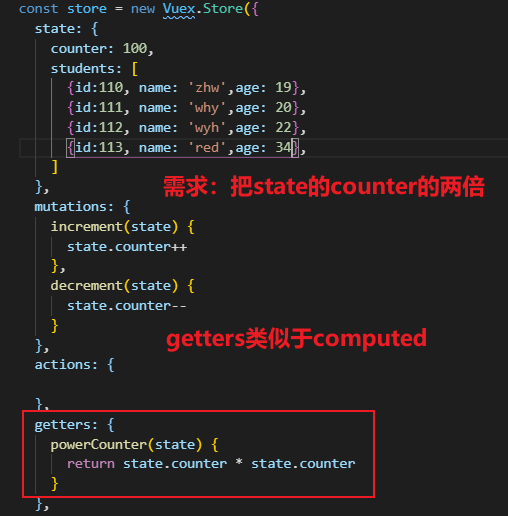 const store = new Vuex.Store({
  state: {
    counter: 100,
    students: [
      {id:110, name: 'zhw',age: 19},
      {id:111, name: 'why',age: 20},
      {id:112, name: 'wyh',age: 22},
      {id:113, name: 'red',age: 34},
    ]
  },
需求：把state的counter的两倍
  mutations: {
    increment(state) {
      state.counter++
    },
    decrement(state) {
      state.counter--
    }
  },
getters类似于computed
  actions: {
  },
  getters: {
    powerCounter(state) {
      return state.counter * state.counter
    }
  },